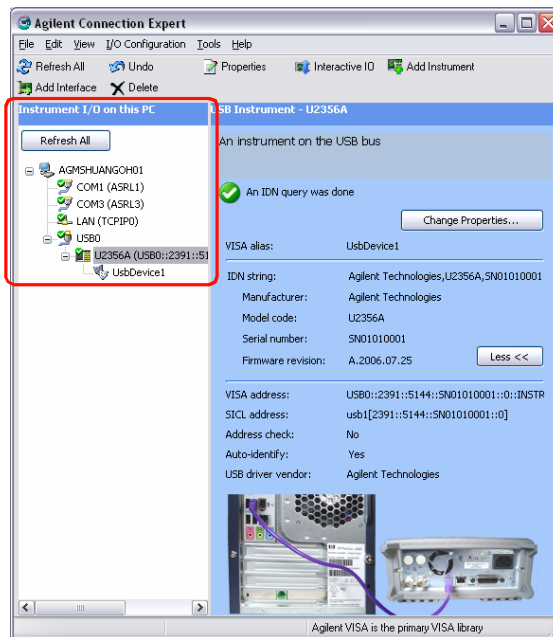 Agilent Connection Expert
File Edit View I/O Configuration Tools Help
Refresh All Undo Properties Interactive IO Add Instrument
Add Interface Delete
Instrument I/O on this PC
Refresh All
AGMSHUANGOH01
COM1 (ASRL1)
COM3 (ASRL3)
LAN (TCPIP0)
USB0
U2356A (USB0::2391::51
UsbDevice1
USB Instrument - U2356A
An instrument on the USB bus
An IDN query was done
Change Properties...
VISA alias: UsbDevice1
IDN string: Agilent Technologies,U2356A,SN01010001
Manufacturer: Agilent Technologies
Model code: U2356A
Serial number: SN01010001
Firmware revision: A.2006.07.25
Less <<
VISA address: USB0::2391::5144::SN01010001::0::INSTR
SICL address: usb1[2391::5144::SN01010001::0]
Address check: No
Auto-identify: Yes
USB driver vendor: Agilent Technologies
Agilent VISA is the primary VISA library